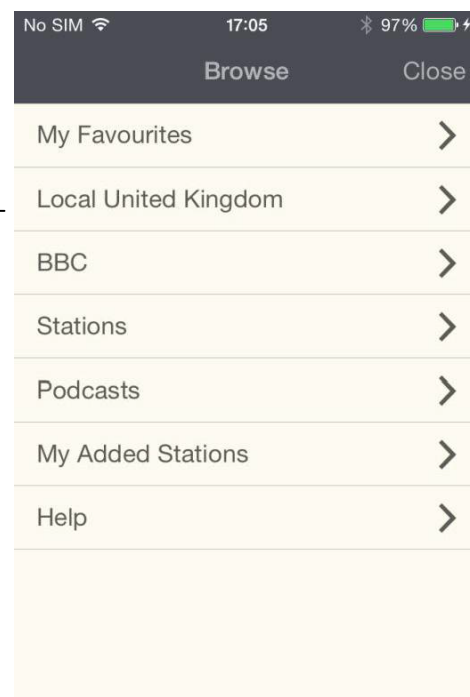 No SIM 17:05 97%
Browse Close
My Favourites
Local United Kingdom
BBC
Stations
Podcasts
My Added Stations
Help